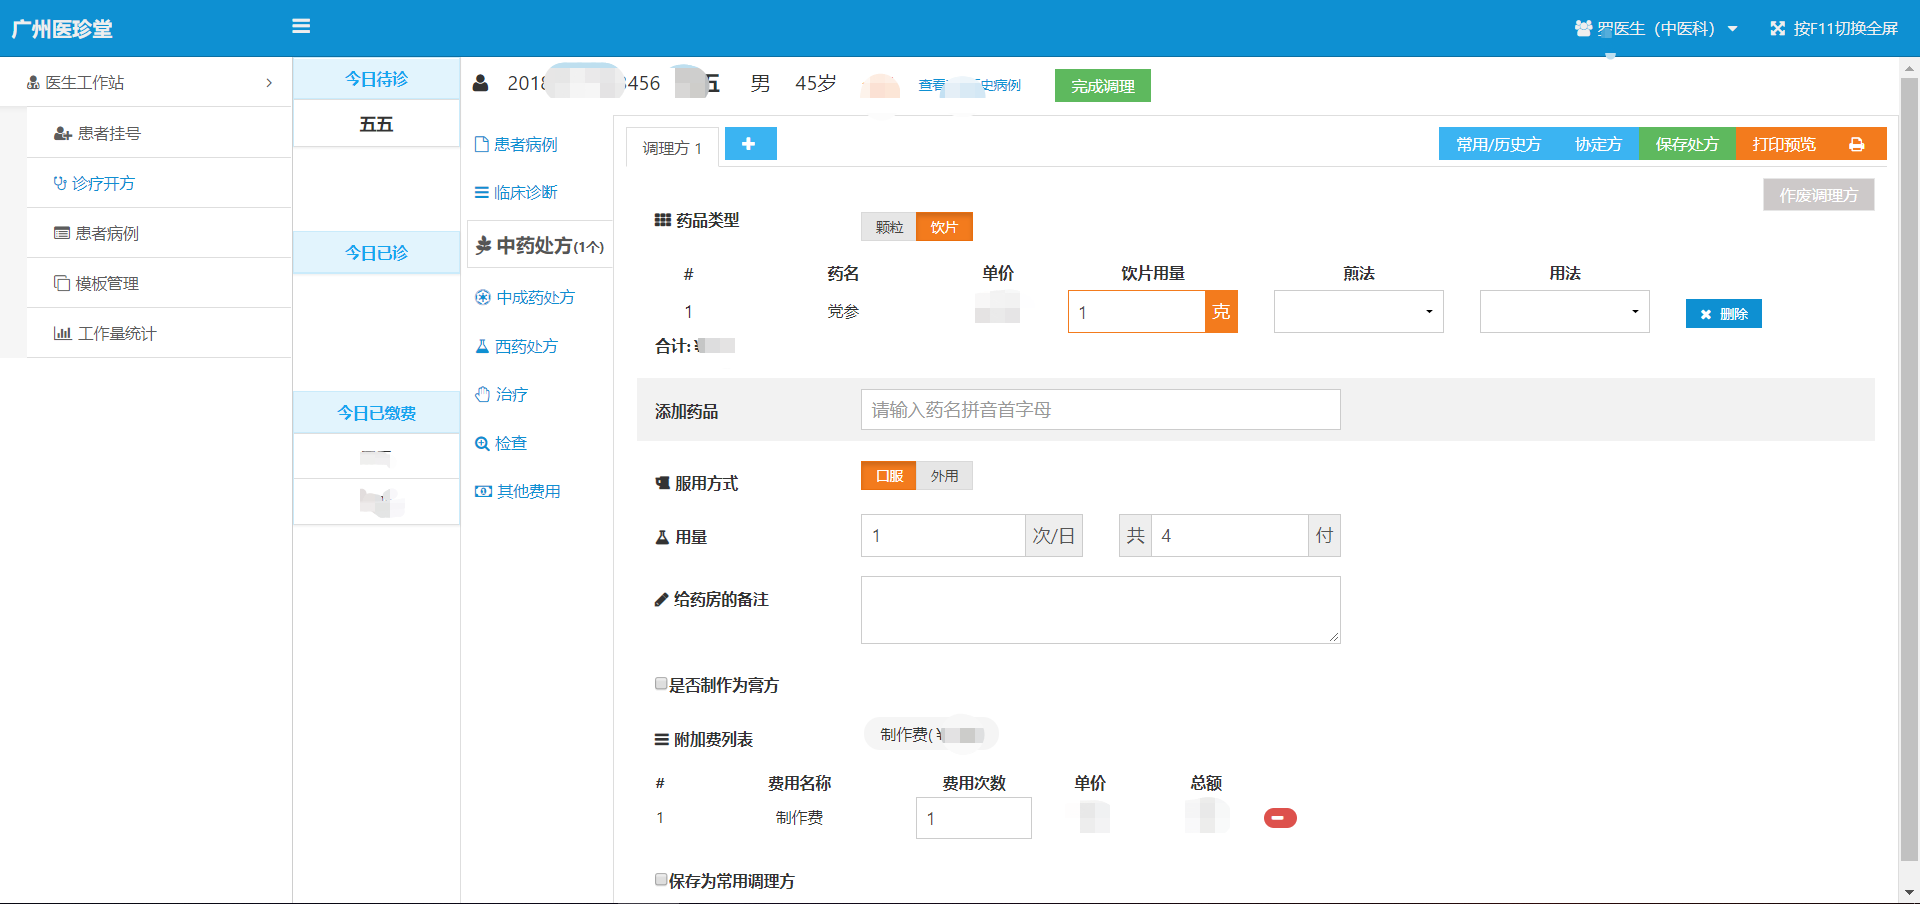 广州医珍堂
罗医生（中医科）
按F11切换全屏
医生工作站
患者挂号
诊疗开方
患者病例
模板管理
工作量统计
今日待诊
五五
今日已诊
今日已缴费
2018 3456 五 男 45岁 查看 史病例 完成调理
患者病例
临床诊断
中药处方(1个)
中成药处方
西药处方
治疗
检查
其他费用
调理方 1
常用/历史方 协定方 保存处方 打印预览
作废调理方
药品类型 颗粒 饮片
# 药名 单价 饮片用量 煎法 用法
1 党参 1 克 删除
合计:¥
添加药品 请输入药名拼音首字母
服用方式 口服 外用
用量 1 次/日 共 4 付
给药房的备注
是否制作为膏方
附加费列表 制作费(¥
# 费用名称 费用次数 单价 总额
1 制作费 1
保存为常用调理方